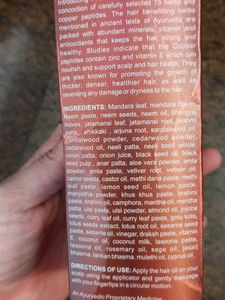 Introducing
concoction of carefully selected 75 herbs and
copper peptides. The hair benefiting herbs
mentioned in ancient texts of Ayurveda are
packed with abundant minerals, vitamins and
antioxidants that keeps the hair strong and
healthy. Studies indicate that the Copper
peptides contain zinc and vitamin E which can
nourish and support scalp and hair health. They
are also known for promoting the growth of
thicker, denser, healthier hair, as well as
reversing any damage or dryness to the hair.
INGREDIENTS: Mandara leaf, mandara flower,
Neem paste, neem seeds, neem oil, bhringraj
leaves, jatamansi leaf, jatamansi root, brahmi
shikkaki, arjuna root, sandalwood oil,
sandalwood powder, cedarwood powder,
cedarwood oil, neeli patta, neeli root, whole
onion patta, onion juice, black seed oil, black
seed pulp, anar patta, aloe vera powder, amla
powder, amla paste, vetiver root, vetiver oil,
castor seeds, castor oil, methi dana paste, methi
leaf paste, lemon seed oil, lemon paste,
manjistha powder, khus khus paste, brahmi
paste, brahmi oil, camphora, mentha oil, mentha
patta, ulsi paste, ulsi powder, almond oil, jojoba
seeds, curry leaf oil, curry leaf paste, gotu kola,
lotus seeds extract, lotus root oil, sesame seed
paste, sesame oil, vinegar, draksh paste, vitamin
E, coconut oil, coconut milk, lasoona paste,
lasoona oil, rosemary oil, sage oil, jasad
bhasma, tankan bhasma, mulethi oil, cyprus oil.
DIRECTIONS OF USE: Apply the hair oil on your
scalp using the applicator and gently massage
with your fingertips in a circular motion.
An Ayurvedic Proprietary Medicine